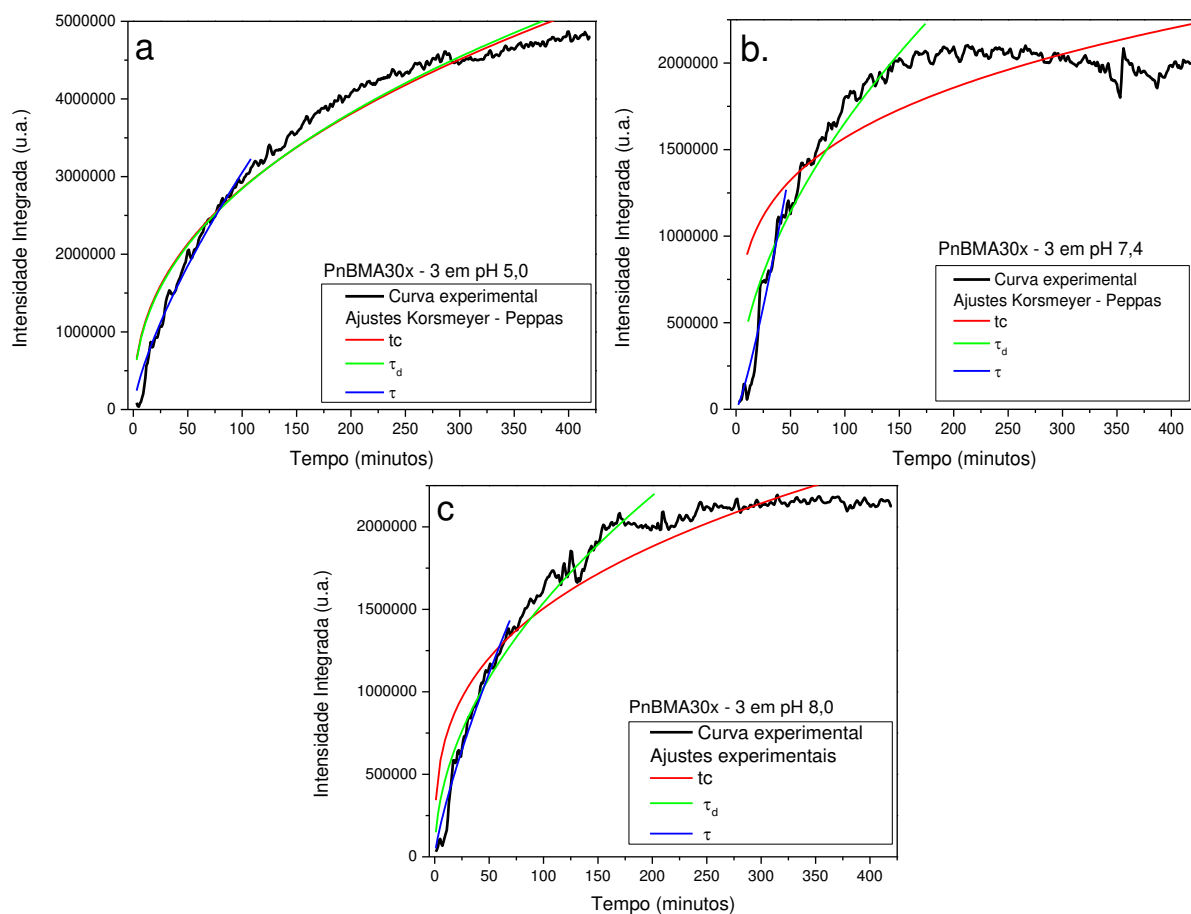 a
Intensidade Integrada (u.a.)
5000000
4000000
3000000
2000000
1000000
0
0 50 100 150 200 250 300 350 400
Tempo (minutos)
PnBMA30x - 3 em pH 5,0
Curva experimental
Ajustes Korsmeyer - Peppas
tc
τd
τ
b.
Intensidade Integrada (u.a.)
2000000
1500000
1000000
500000
0
0 50 100 150 200 250 300 350 400
Tempo (minutos)
PnBMA30x - 3 em pH 7,4
Curva experimental
Ajustes Korsmeyer - Peppas
tc
τd
τ
c
Intensidade Integrada (u.a.)
2000000
1500000
1000000
500000
0
0 50 100 150 200 250 300 350 400
Tempo (minutos)
PnBMA30x - 3 em pH 8,0
Curva experimental
Ajustes experimentais
tc
τd
τ